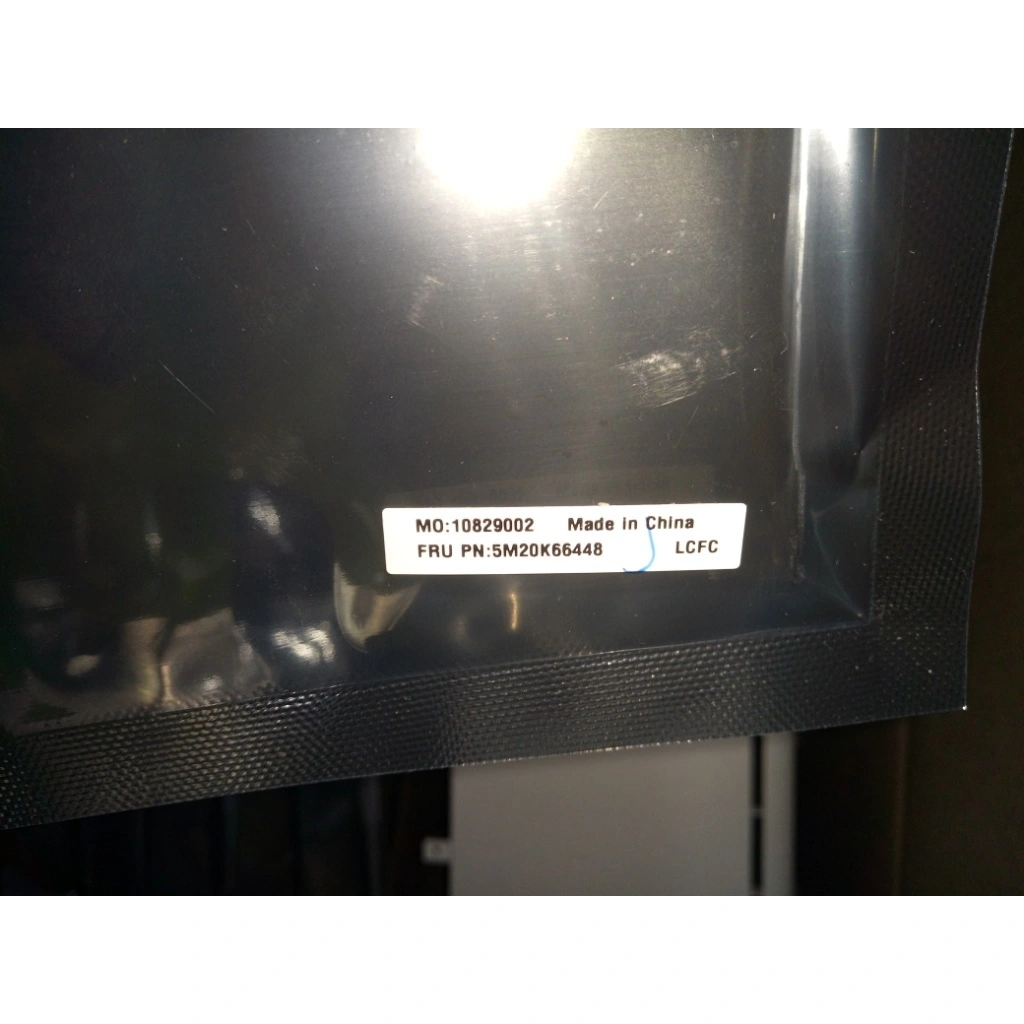 MO:10829002 Made in China
FRU PN:5M20K66448 LCFC